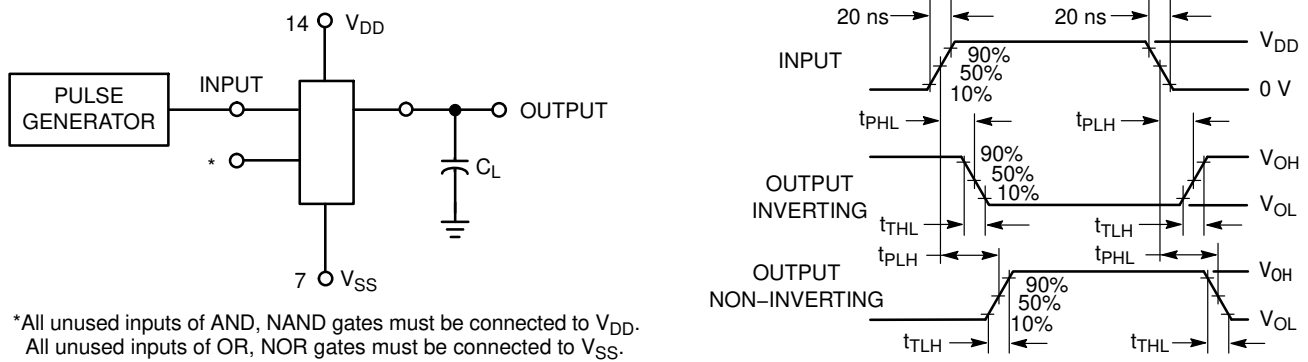 14
V_DD
PULSE
GENERATOR
INPUT
OUTPUT
*
C_L
7
V_SS
*All unused inputs of AND, NAND gates must be connected to V_DD.
All unused inputs of OR, NOR gates must be connected to V_SS.
20 ns
20 ns
INPUT
90%
50%
10%
V_DD
0 V
t_PHL
t_PLH
OUTPUT
INVERTING
90%
50%
10%
V_OH
V_OL
t_THL
t_TLH
t_PLH
t_PHL
OUTPUT
NON−INVERTING
90%
50%
10%
V_OH
V_OL
t_TLH
t_THL